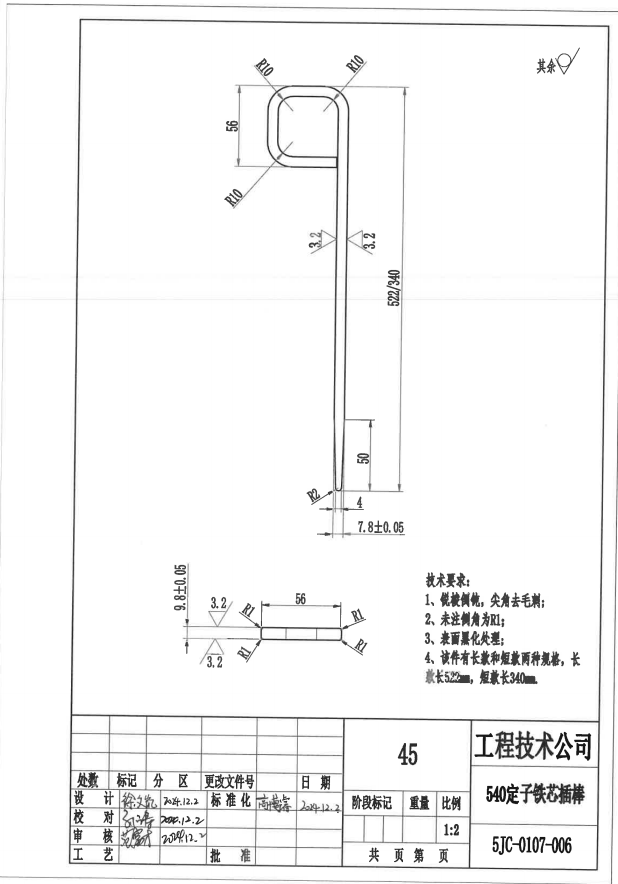 其余
R10
R10
56
R10
3.2
3.2
522/340
50
R2
4
7.8±0.05
9.8±0.05
3.2
56
R1
R1
R1
R1
3.2
技术要求:
1、锐棱倒钝，尖角去毛刺;
2、未注倒角为R1;
3、表面黑化处理;
4、该件有长款和短款两种规格，长
款长522mm，短款长340mm.
45
工程技术公司
处数 标记 分 区 更改文件号 日 期
设 计 2024.12.2 标 准 化 2024.12.2
阶段标记 重量 比例
540定子铁芯插棒
校 对 2024.12.2
审 核 2024.12.2
1:2
工 艺 批 准
共 页 第 页
5JC-0107-006